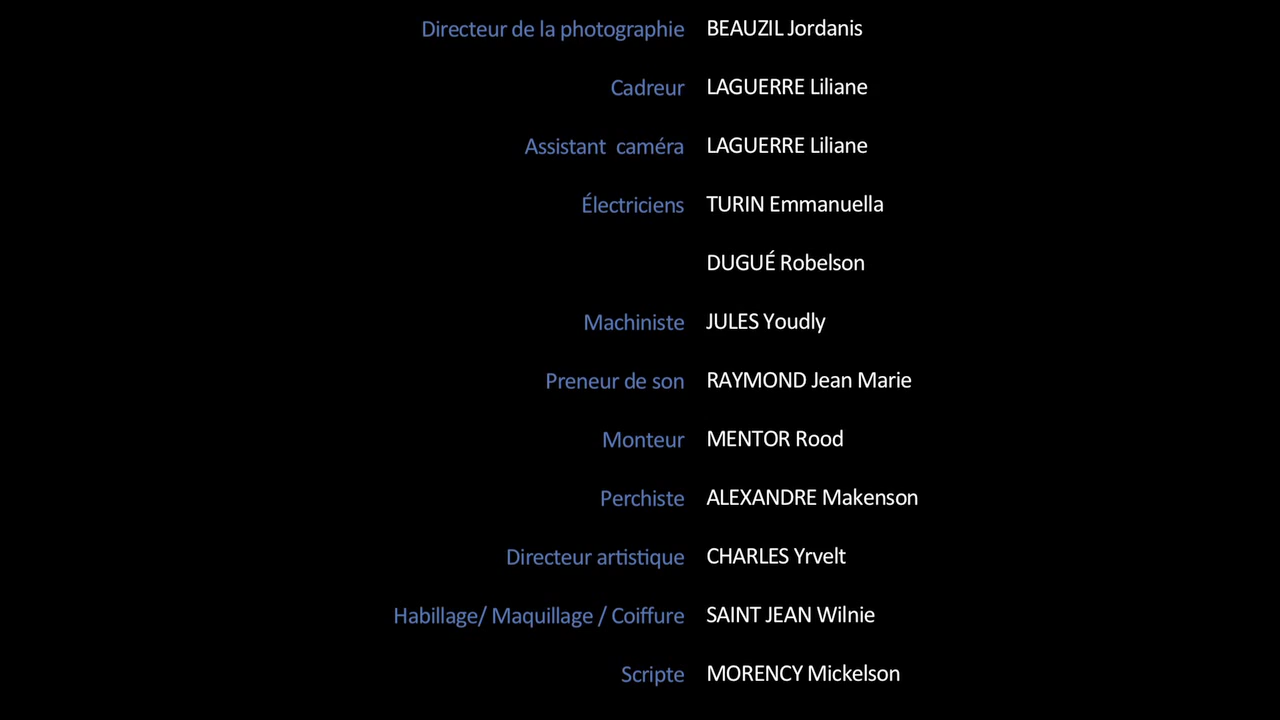 Directeur de la photographie BEAUZIL Jordanis
Cadreur LAGUERRE Liliane
Assistant caméra LAGUERRE Liliane
Électriciens TURIN Emmanuella
DUGUÉ Robelson
Machiniste JULES Youdly
Preneur de son RAYMOND Jean Marie
Monteur MENTOR Rood
Perchiste ALEXANDRE Makenson
Directeur artistique CHARLES Yrvelt
Habillage/ Maquillage / Coiffure SAINT JEAN Wilnie
Scripte MORENCY Mickelson